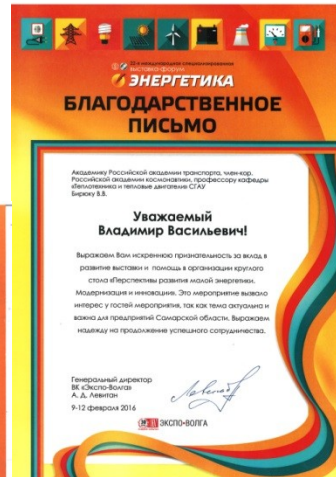 22-я международная специализированная
выставка-форум
ЭНЕРГЕТИКА
БЛАГОДАРСТВЕННОЕ
ПИСЬМО
Академику Российской академии транспорта, член-кор.
Российской академии космонавтики, профессору кафедры
«Теплотехника и тепловые двигатели» СГАУ
Бирюку В.В.
Уважаемый
Владимир Васильевич!
Выражаем Вам искреннюю признательность за вклад в
развитие выставки и помощь в организации круглого
стола «Перспективы развития малой энергетики.
Модернизация и инновации». Это мероприятие вызвало
интерес у гостей мероприятия, так как тема актуальна и
важна для предприятий Самарской области. Выражаем
надежду на продолжение успешного сотрудничества.
Генеральный директор
ВК «Экспо-Волга»
А. Д. Левитан
9-12 февраля 2016
ЭКСПО-ВОЛГА